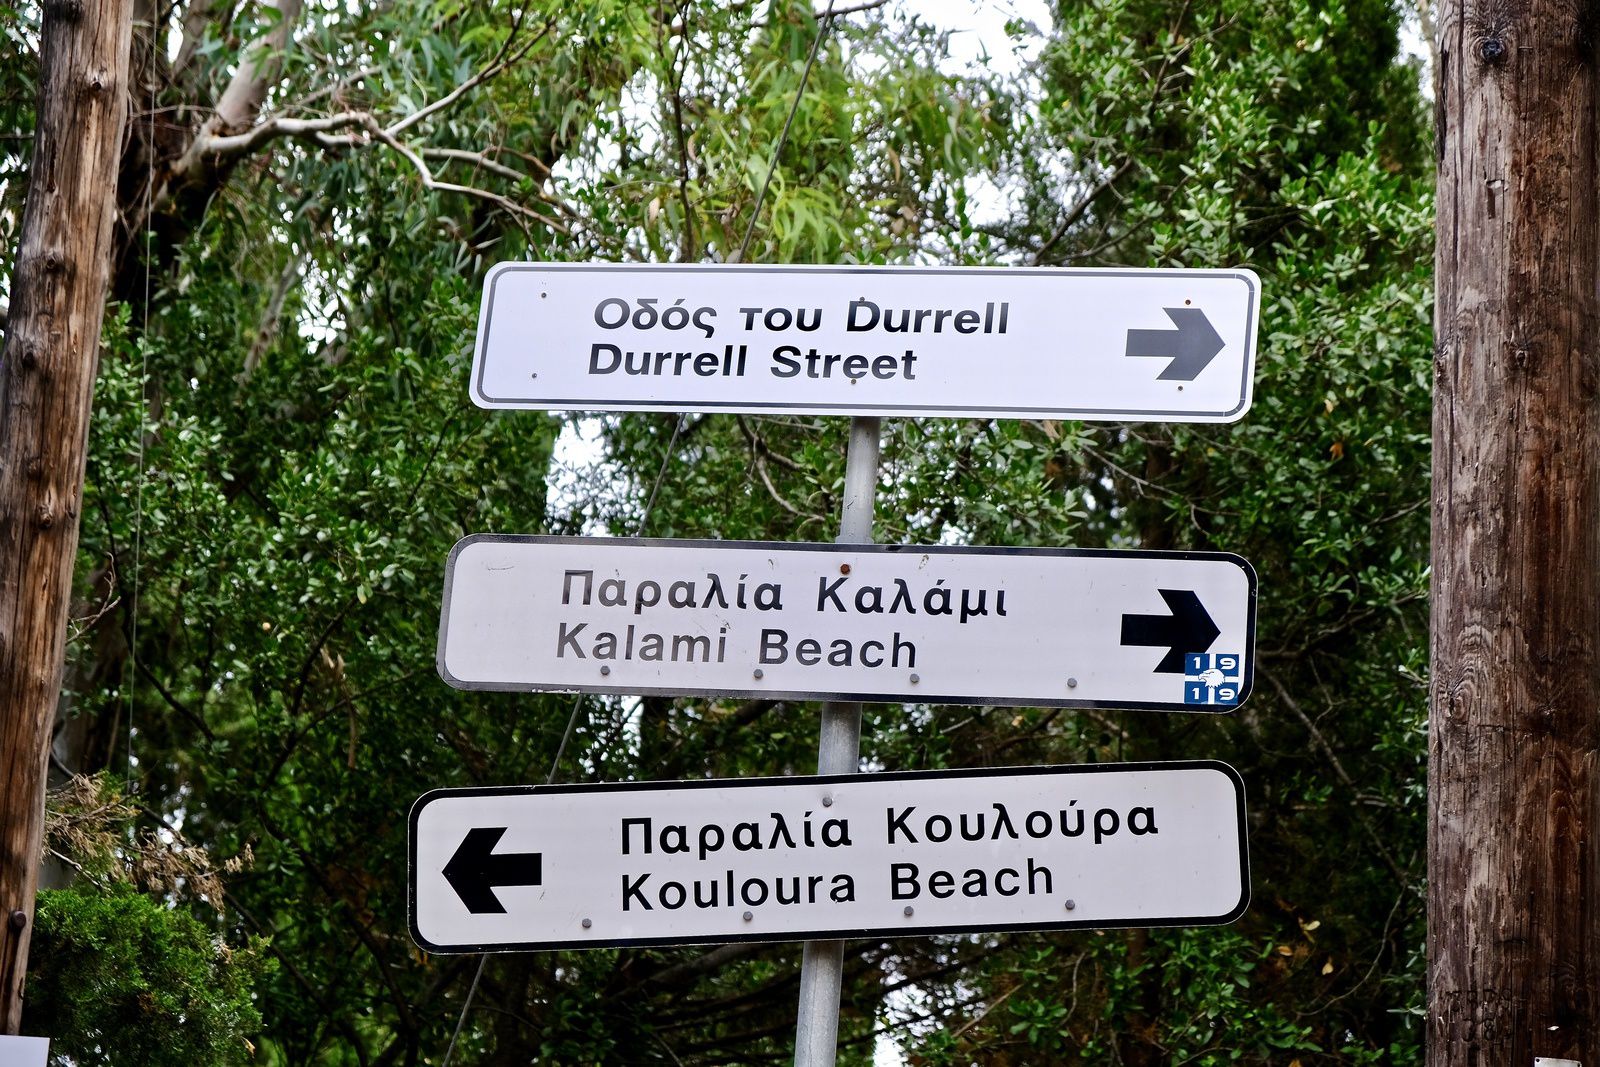 Οδός του Durrell
Durrell Street
Παραλία Καλάμι
Kalami Beach
19
19
Παραλία Κουλούρα
Kouloura Beach